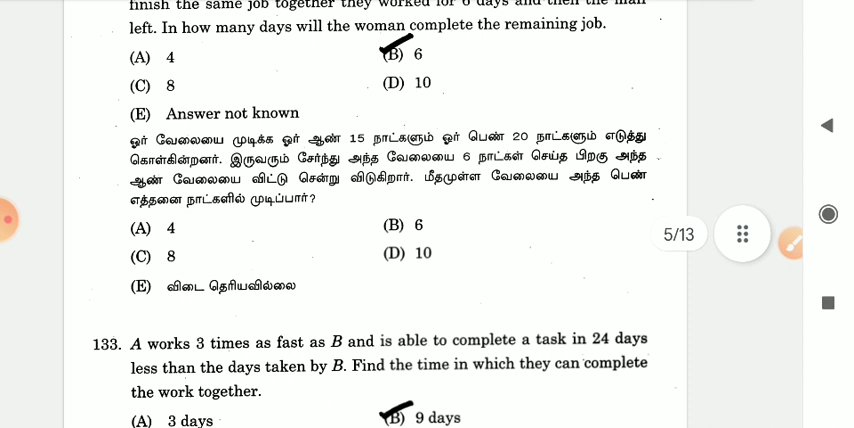 finish the same job together they worked for 6 days and then the man
left. In how many days will the woman complete the remaining job.
(A) 4
(B) 6
(C) 8
(D) 10
(E) Answer not known
ஓர் வேலையை முடிக்க ஓர் ஆண் 15 நாட்களும் ஓர் பெண் 20 நாட்களும் எடுத்து
கொள்கின்றனர். இருவரும் சேர்ந்து அந்த வேலையை 6 நாட்கள் செய்த பிறகு அந்த
ஆண் வேலையை விட்டு சென்று விடுகிறார். மீதமுள்ள வேலையை அந்த பெண்
எத்தனை நாட்களில் முடிப்பார்?
(A) 4
(B) 6
(C) 8
(D) 10
(E) விடை தெரியவில்லை
5/13
133. A works 3 times as fast as B and is able to complete a task in 24 days
less than the days taken by B. Find the time in which they can complete
the work together.
(A) 3 days
(B) 9 days